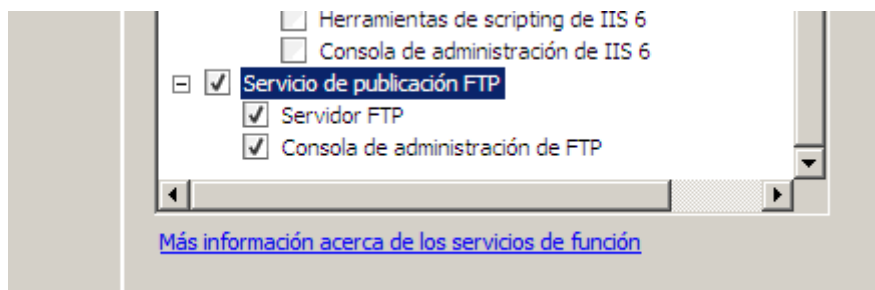 Herramientas de scripting de IIS 6
Consola de administración de IIS 6
Servicio de publicación FTP
Servidor FTP
Consola de administración de FTP
Más información acerca de los servicios de función